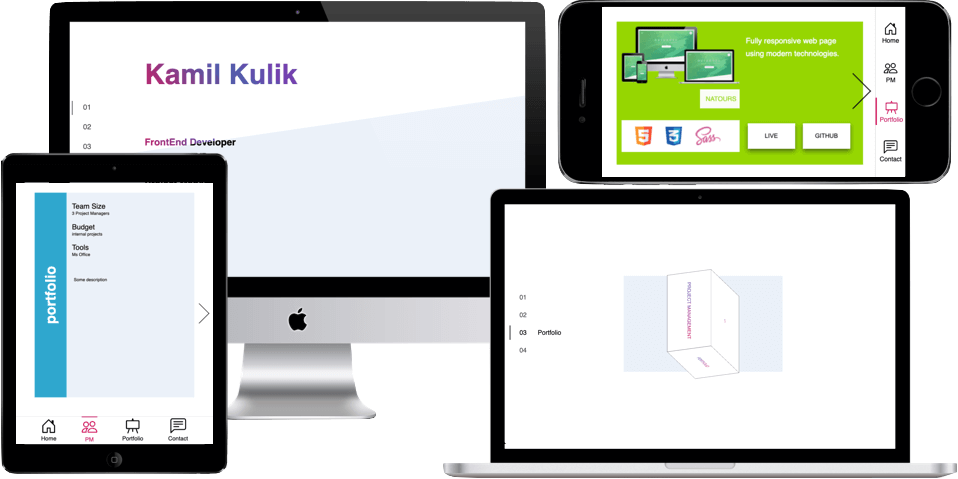 Kamil Kulik
01
02
03
FrontEnd Developer
Fully responsive web page
using modern technologies.
NATOURS
LIVE
GITHUB
Home
PM
Portfolio
Contact
portfolio
Team Size
3 Project Managers
Budget
internal projects
Tools
Ms Office
Some description
Home
PM
Portfolio
Contact
01
02
03 Portfolio
04
PROJECT MANAGEMENT